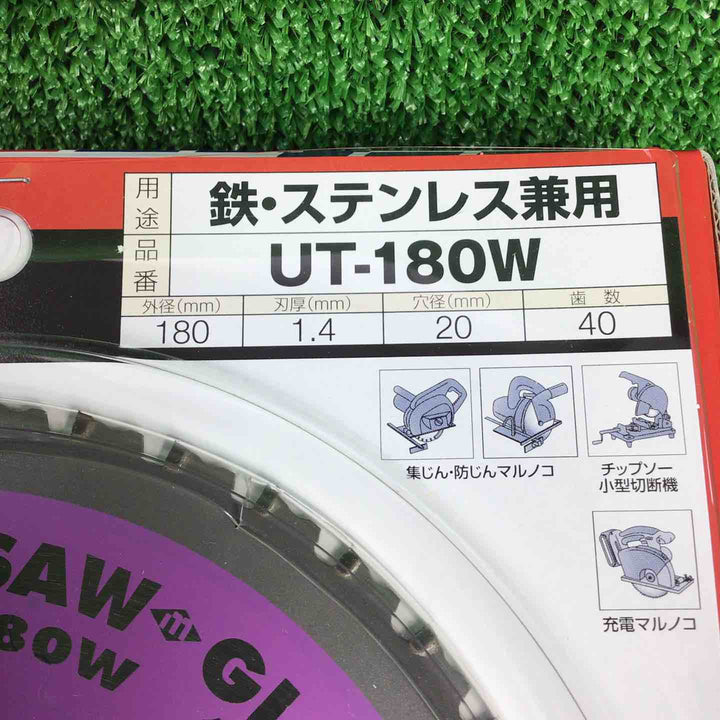 用途 鉄・ステンレス兼用
品番 UT-180W
外径(mm) 刃厚(mm) 穴径(mm) 歯数
180 1.4 20 40
集じん・防じんマルノコ
チップソー
小型切断機
充電マルノコ
SAW
80W